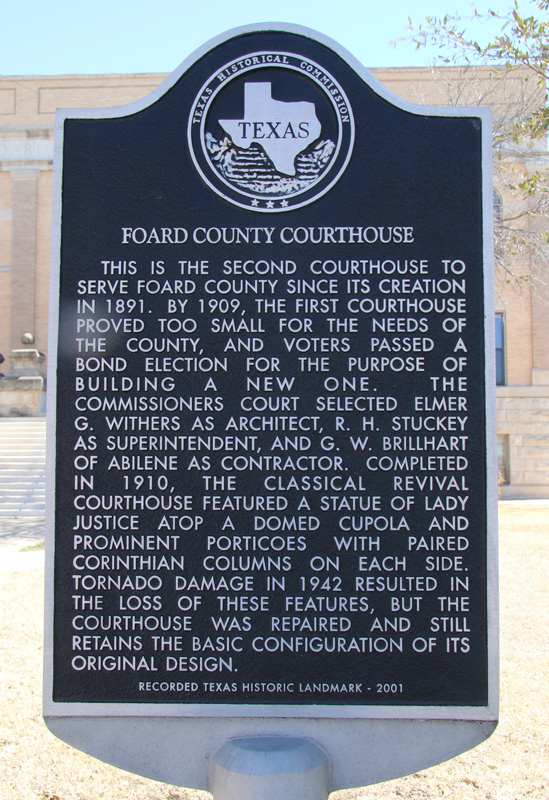 TEXAS HISTORICAL COMMISSION
TEXAS
FOARD COUNTY COURTHOUSE
THIS IS THE SECOND COURTHOUSE TO
SERVE FOARD COUNTY SINCE ITS CREATION
IN 1891. BY 1909, THE FIRST COURTHOUSE
PROVED TOO SMALL FOR THE NEEDS OF
THE COUNTY, AND VOTERS PASSED A
BOND ELECTION FOR THE PURPOSE OF
BUILDING A NEW ONE. THE
COMMISSIONERS COURT SELECTED ELMER
G. WITHERS AS ARCHITECT, R. H. STUCKEY
AS SUPERINTENDENT, AND G. W. BRILLHART
OF ABILENE AS CONTRACTOR. COMPLETED
IN 1910, THE CLASSICAL REVIVAL
COURTHOUSE FEATURED A STATUE OF LADY
JUSTICE ATOP A DOMED CUPOLA AND
PROMINENT PORTICOES WITH PAIRED
CORINTHIAN COLUMNS ON EACH SIDE.
TORNADO DAMAGE IN 1942 RESULTED IN
THE LOSS OF THESE FEATURES, BUT THE
COURTHOUSE WAS REPAIRED AND STILL
RETAINS THE BASIC CONFIGURATION OF ITS
ORIGINAL DESIGN.
RECORDED TEXAS HISTORIC LANDMARK - 2001